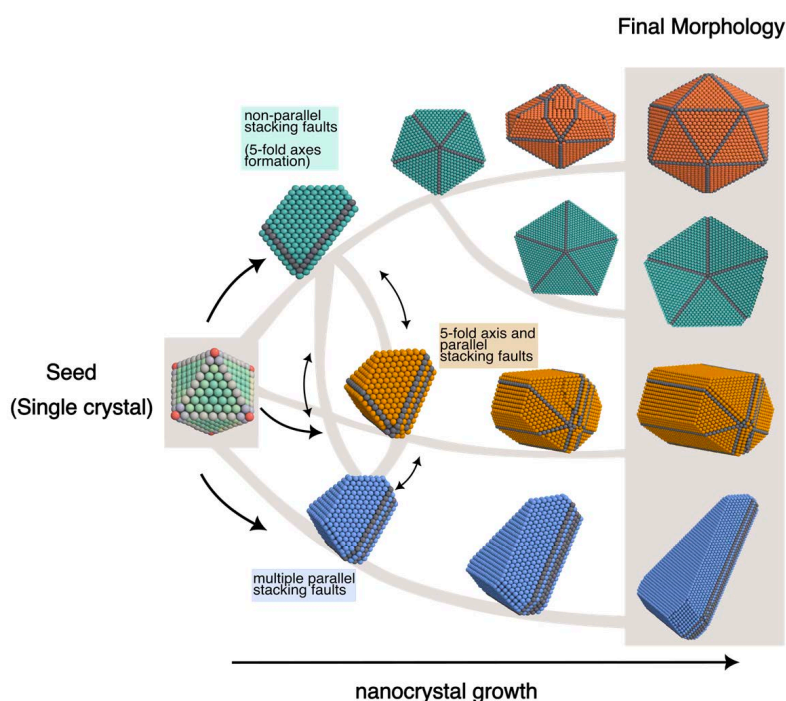 Final Morphology
non-parallel
stacking faults
(5-fold axes
formation)
5-fold axis and
parallel
stacking faults
Seed
(Single crystal)
multiple parallel
stacking faults
nanocrystal growth